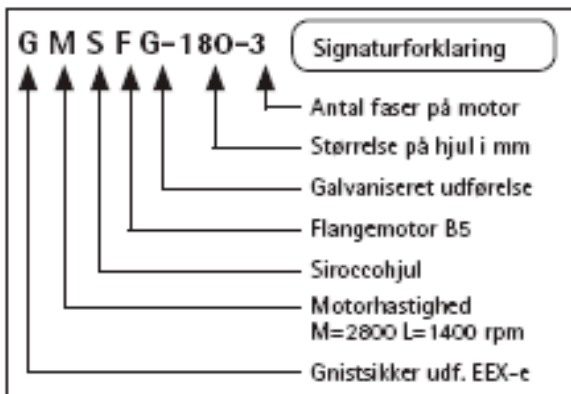 G M S F G-180-3
Signaturforklaring
Antal faser på motor
Størrelse på hjul i mm
Galvaniseret udførelse
Flangemotor B5
Siroccohjul
Motorhastighed
M=2800 L=1400 rpm
Gnistsikker udf. EEX-e